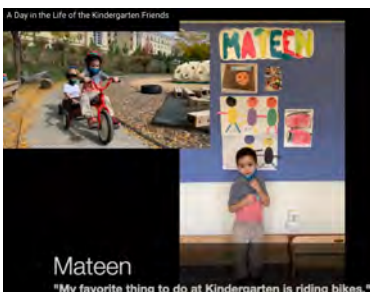 A Day in the Life of the Kindergarten Friends
MATEEN
Mateen
"My favorite thing to do at Kindergarten is riding bikes."